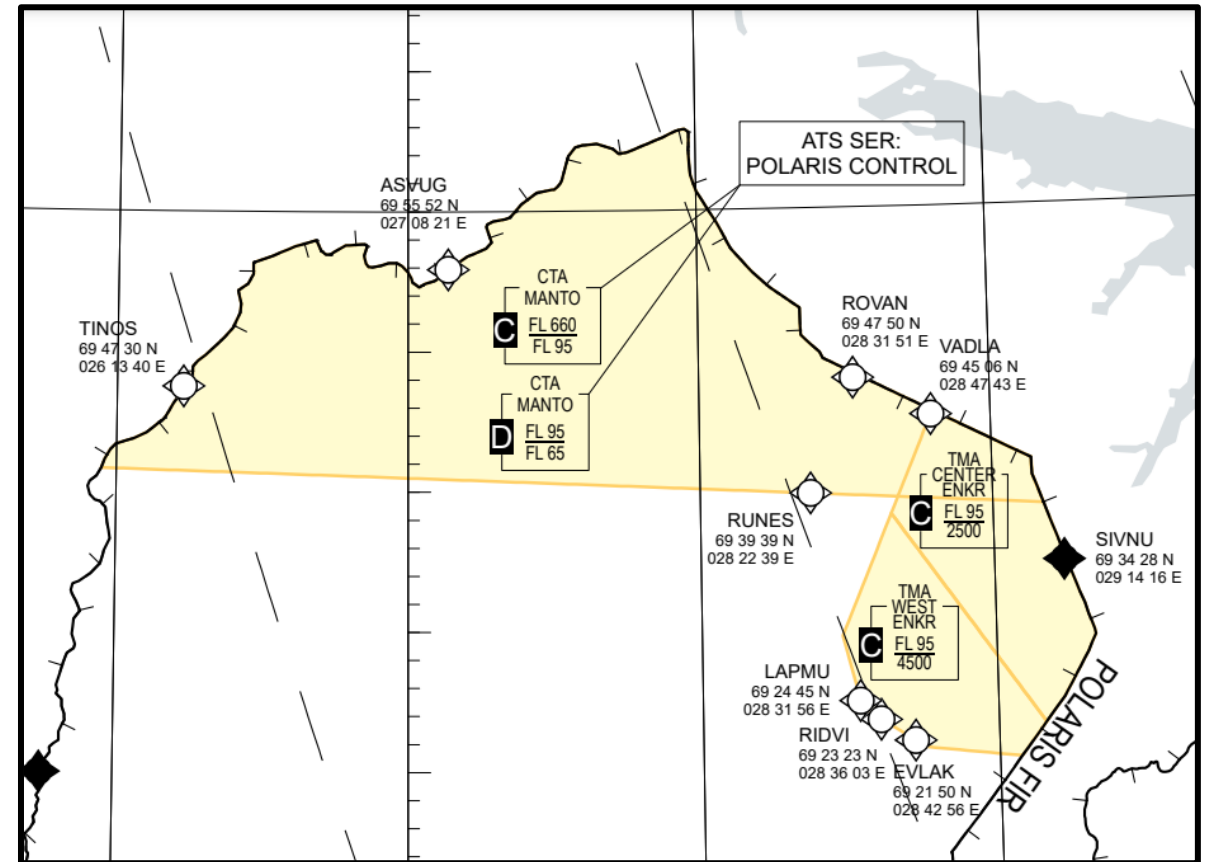 ATS SER:
POLARIS CONTROL
ASVUG
69 55 52 N
027 08 21 E
CTA
MANTO
C
FL 660
FL 95
TINOS
69 47 30 N
026 13 40 E
ROVAN
69 47 50 N
028 31 51 E
VADLA
69 45 06 N
028 47 43 E
CTA
MANTO
D
FL 95
FL 65
TMA
CENTER
ENKR
C
FL 95
2500
RUNES
69 39 39 N
028 22 39 E
SIVNU
69 34 28 N
029 14 16 E
TMA
WEST
ENKR
C
FL 95
4500
LAPMU
69 24 45 N
028 31 56 E
RIDVI
69 23 23 N
028 36 03 E
EVLAK
69 21 50 N
028 42 56 E
POLARIS FIR